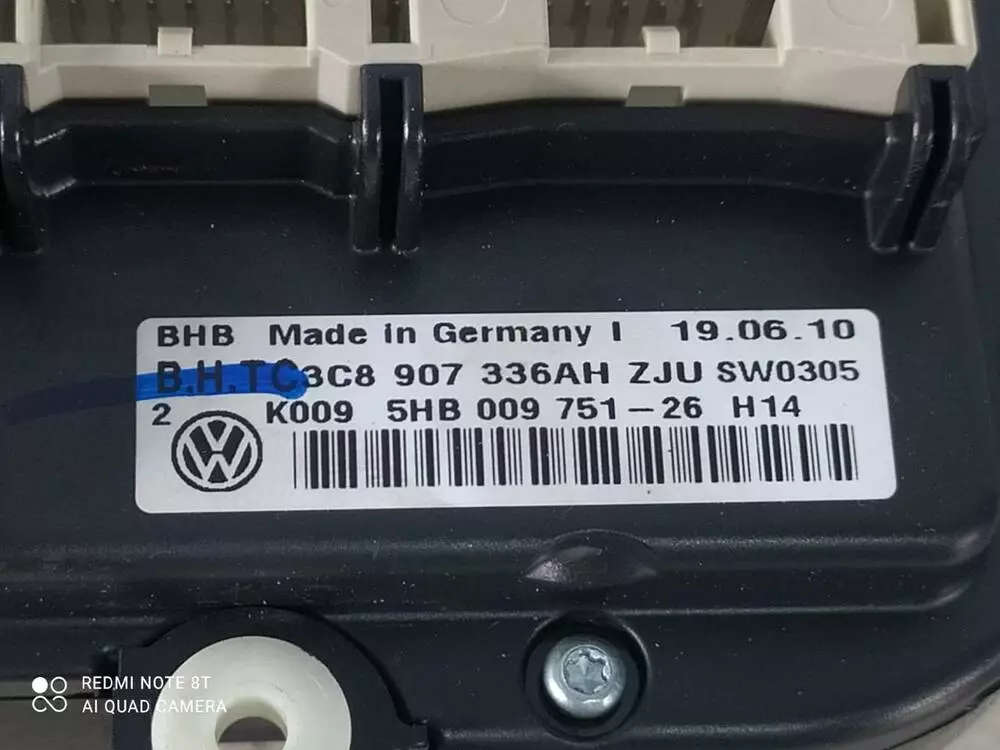 BHB Made in Germany I 19.06.10
B.H.TC3C8 907 336AH ZJU SW0305
2 K009 5HB 009 751-26 H14
REDMI NOTE 8T
AI QUAD CAMERA